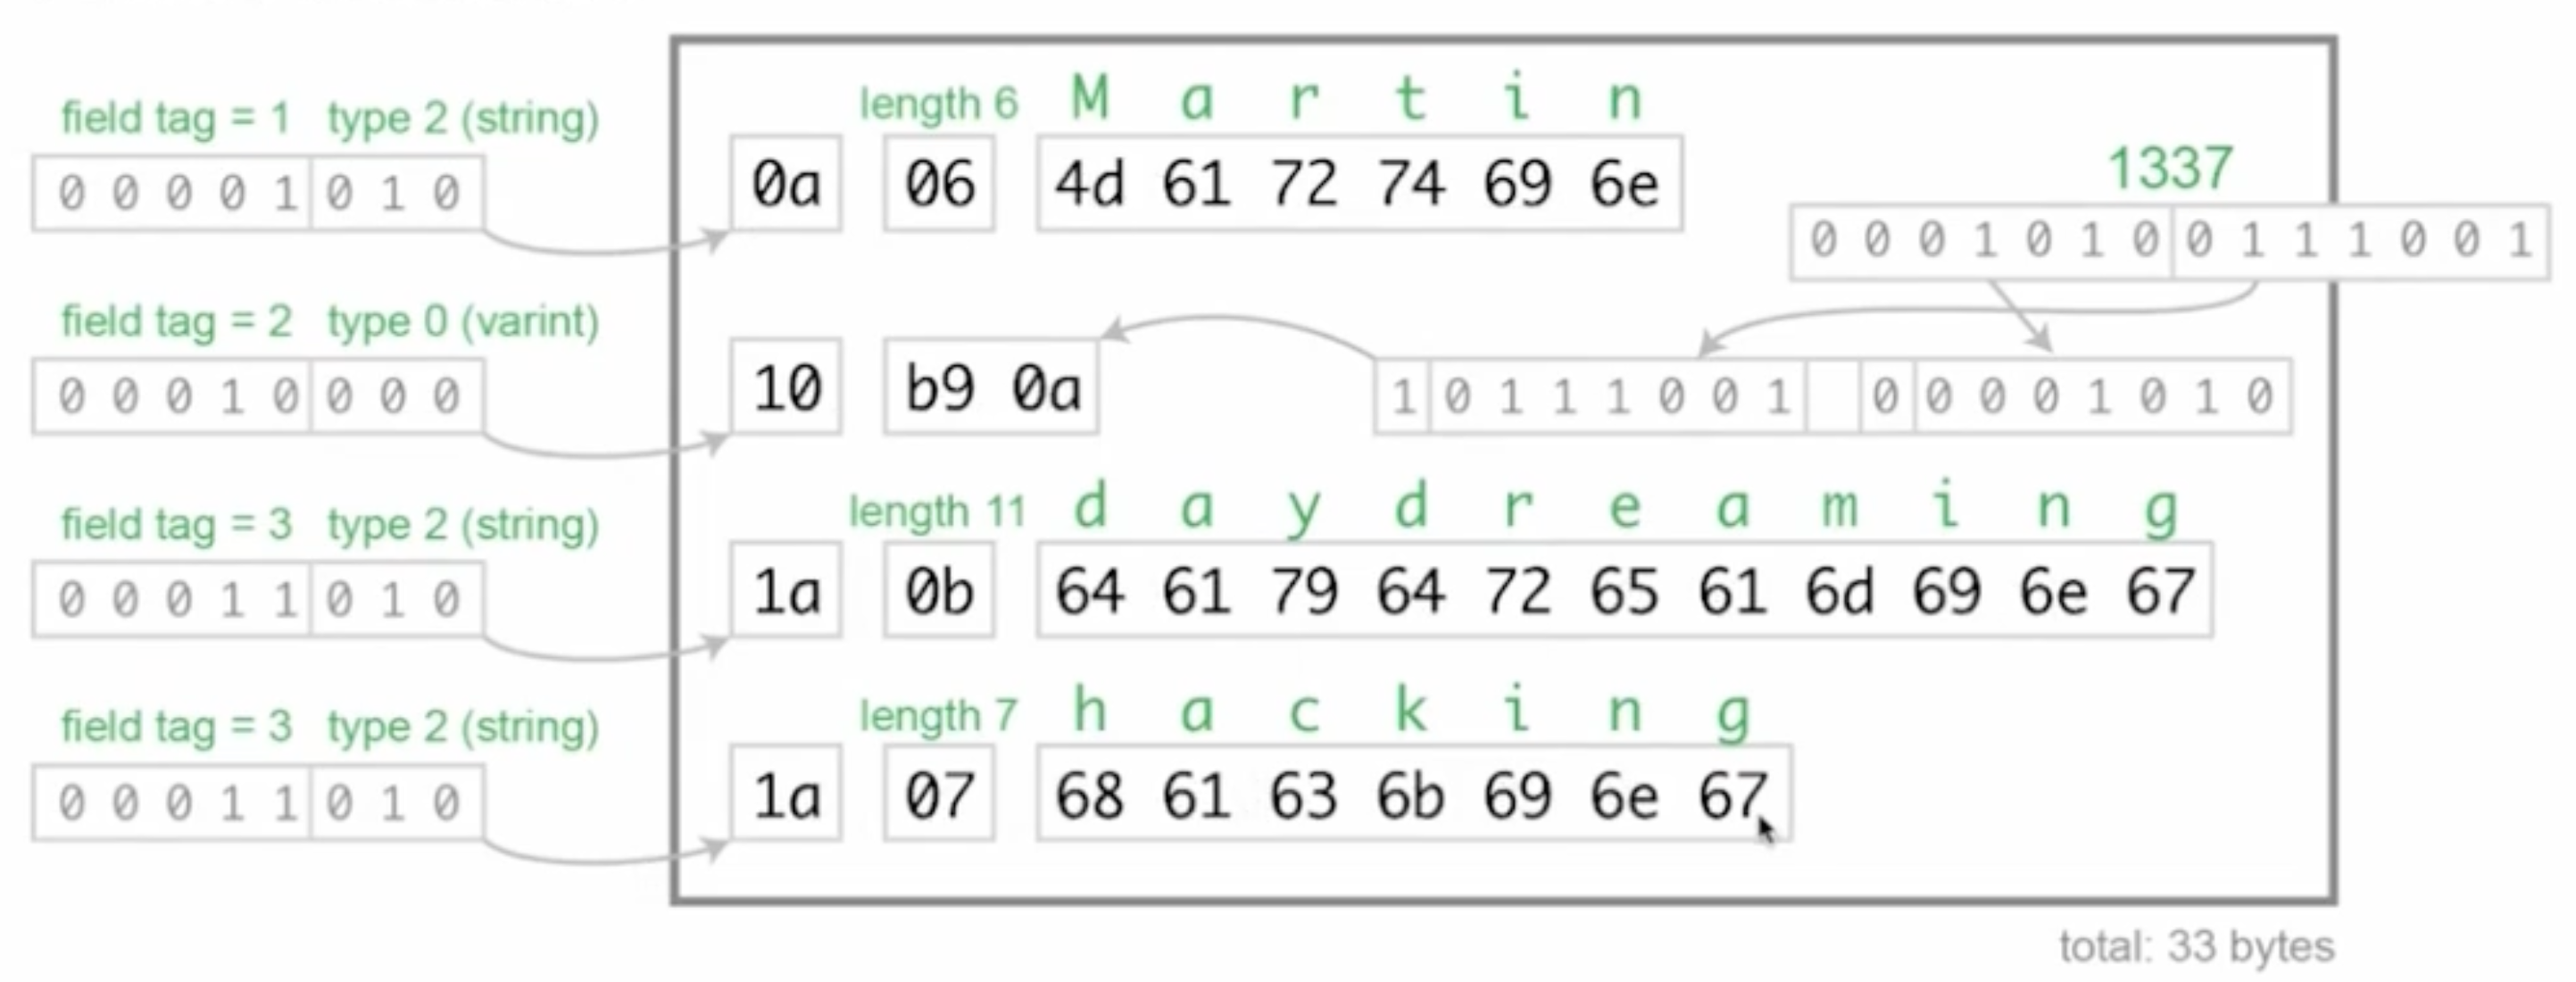 field tag = 1 type 2 (string)
0 0 0 0 1 0 1 0
length 6 M a r t i n
0a 06 4d 61 72 74 69 6e
1337
0 0 0 1 0 1 0 0 1 1 1 0 0 1
field tag = 2 type 0 (varint)
0 0 0 1 0 0 0 0
10 b9 0a
1 0 1 1 1 0 0 1 0 0 0 0 1 0 1 0
field tag = 3 type 2 (string)
0 0 0 1 1 0 1 0
length 11 d a y d r e a m i n g
1a 0b 64 61 79 64 72 65 61 6d 69 6e 67
field tag = 3 type 2 (string)
0 0 0 1 1 0 1 0
length 7 h a c k i n g
1a 07 68 61 63 6b 69 6e 67
total: 33 bytes